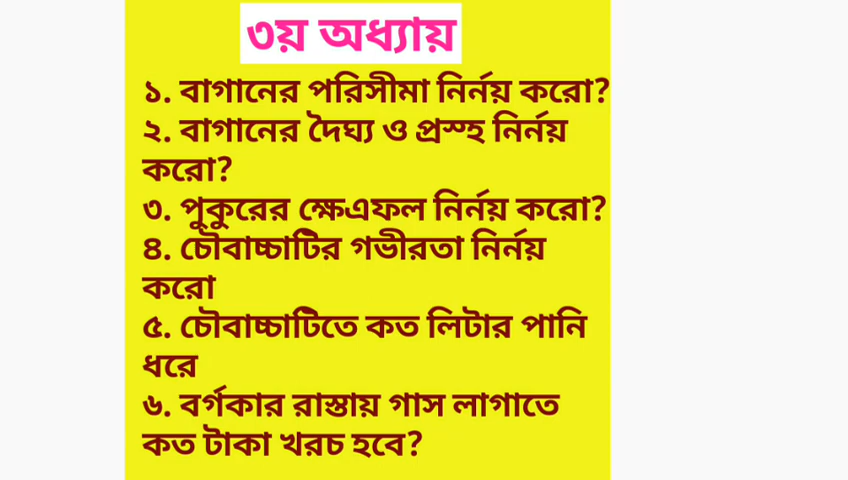 ৩য় অধ্যায়
১. বাগানের পরিসীমা নির্নয় করো?
২. বাগানের দৈঘ্য ও প্রস্হ নির্নয়
করো?
৩. পুকুরের ক্ষেএফল নির্নয় করো?
৪. চৌবাচ্চাটির গভীরতা নির্নয়
করো
৫. চৌবাচ্চাটিতে কত লিটার পানি
ধরে
৬. বর্গকার রাস্তায় গাস লাগাতে
কত টাকা খরচ হবে?